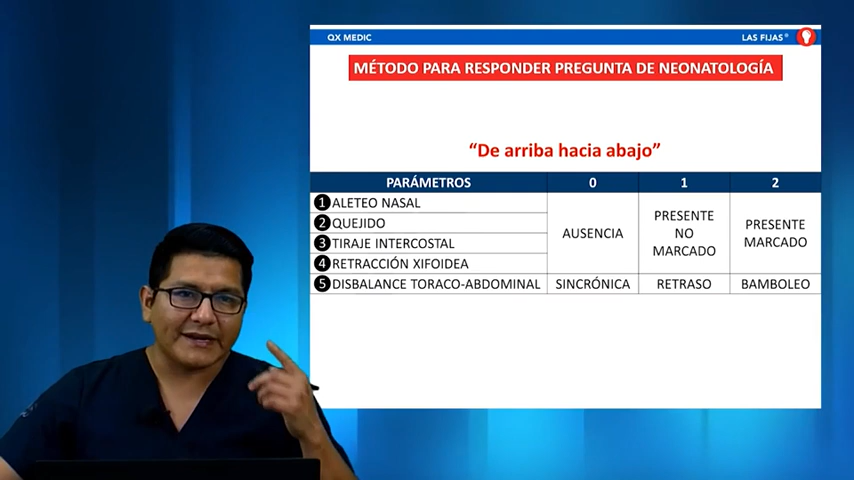 QX MEDIC
LAS FIJAS®
MÉTODO PARA RESPONDER PREGUNTA DE NEONATOLOGÍA
“De arriba hacia abajo”
PARÁMETROS 0 1 2
1 ALETEO NASAL
2 QUEJIDO
3 TIRAJE INTERCOSTAL
4 RETRACCIÓN XIFOIDEA
AUSENCIA
PRESENTE
NO
MARCADO
PRESENTE
MARCADO
5 DISBALANCE TORACO-ABDOMINAL SINCRÓNICA RETRASO BAMBOLEO